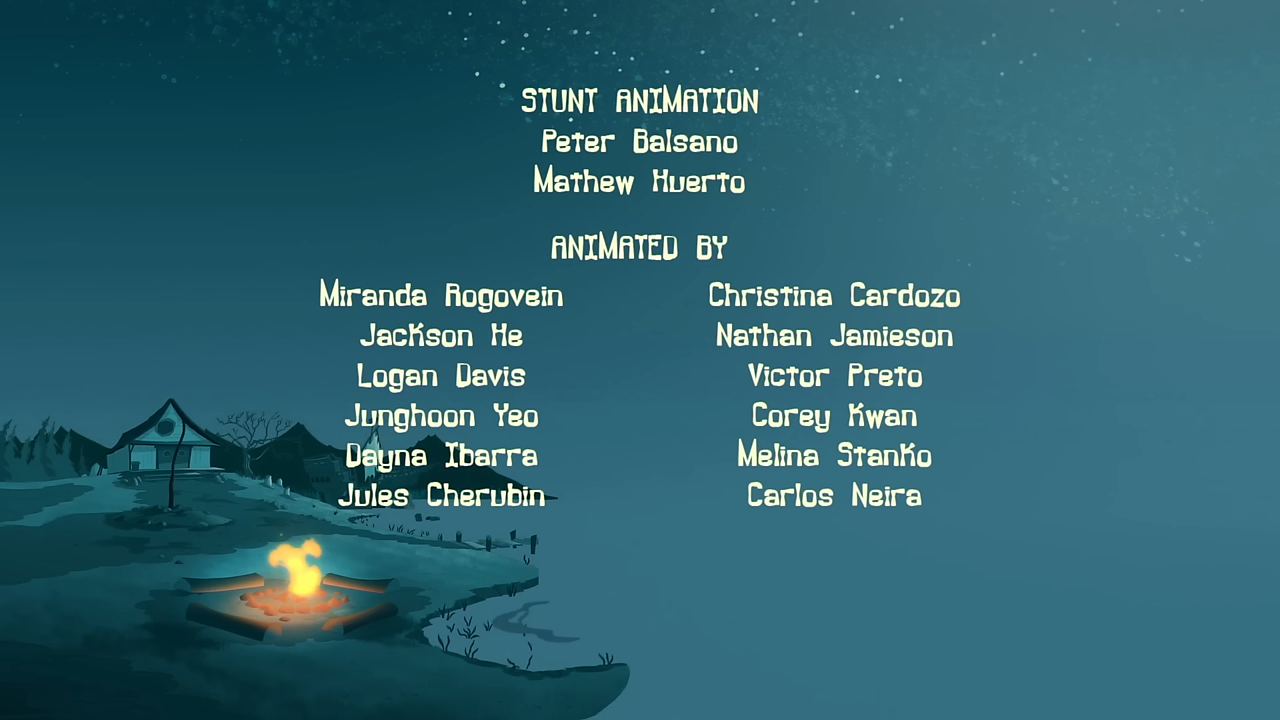 STUNT ANIMATION
Peter Balsano
Mathew Huerto
ANIMATED BY
Miranda Rogovein
Jackson He
Logan Davis
Junghoon Yeo
Dayna Ibarra
Jules Cherubin
Christina Cardozo
Nathan Jamieson
Victor Preto
Corey Kwan
Melina Stanko
Carlos Neira